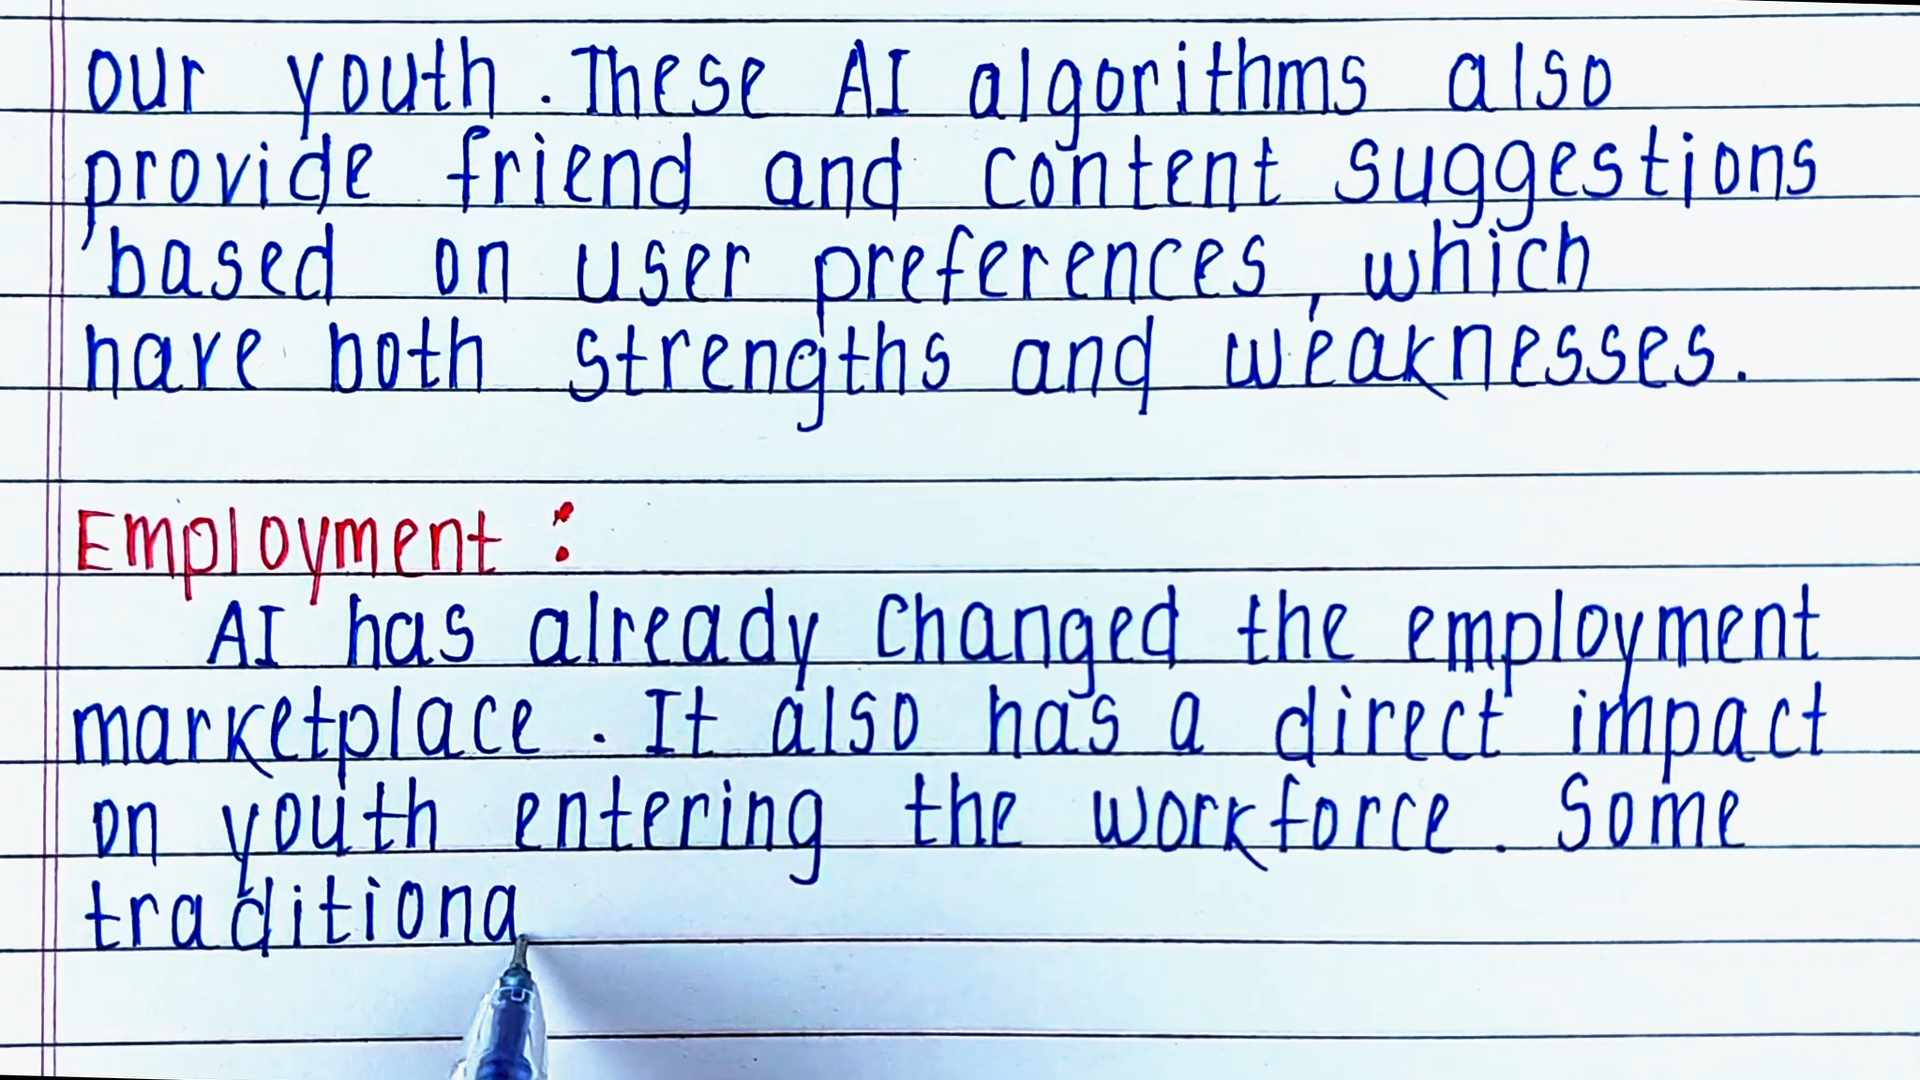 our youth. These AI algorithms also
provide friend and content suggestions
based on user preferences, which
have both strengths and weaknesses.
Employment :
AI has already changed the employment
marketplace. It also has a direct impact
on youth entering the workforce. Some
traditiona